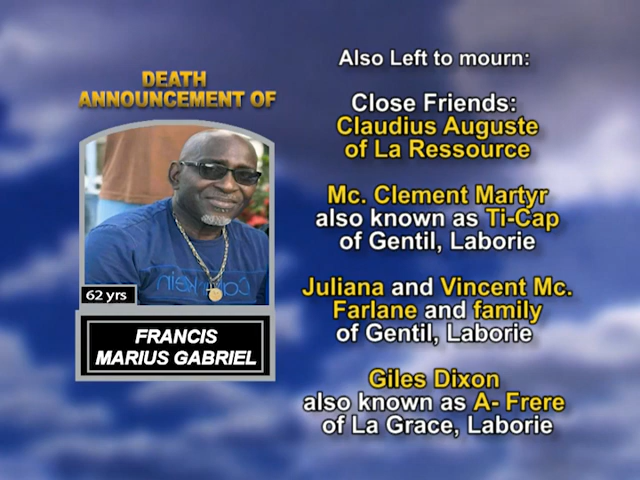 DEATH
ANNOUNCEMENT OF
62 yrs
FRANCIS
MARIUS GABRIEL
Also Left to mourn:
Close Friends:
Claudius Auguste
of La Ressource
Mc. Clement Martyr
also known as Ti-Cap
of Gentil, Laborie
Juliana and Vincent Mc.
Farlane and family
of Gentil, Laborie
Giles Dixon
also known as A- Frere
of La Grace, Laborie